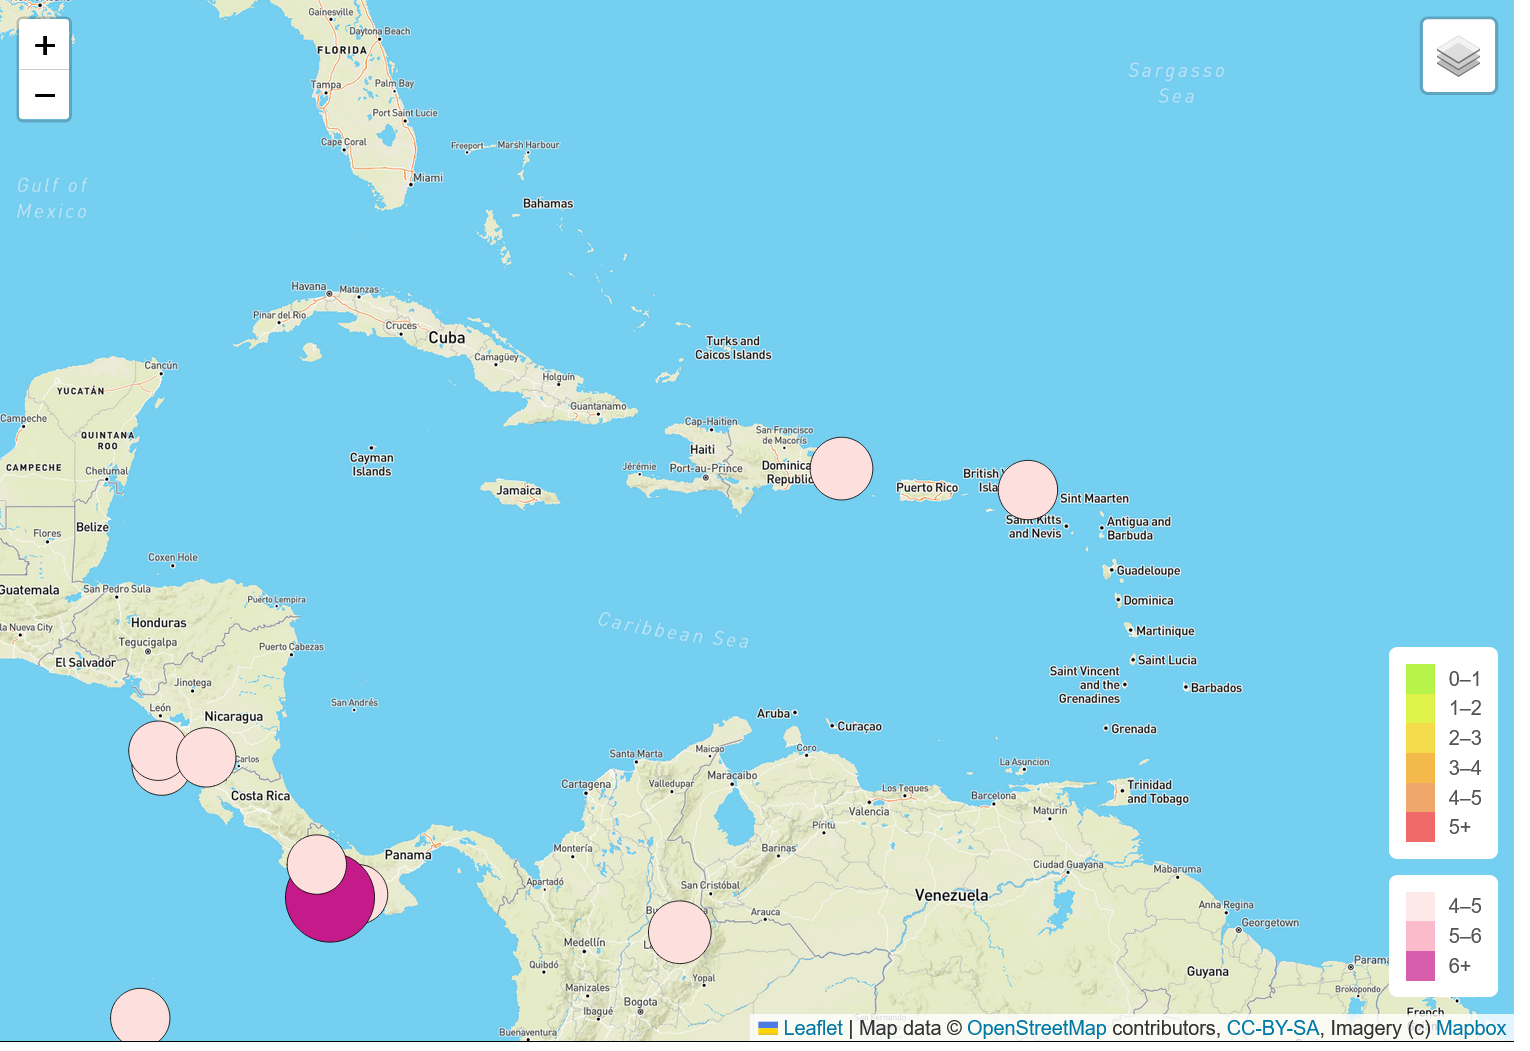 Gainesville
Daytona Beach
FLORIDA
Tampa
Palm Bay
Port Saint Lucie
Cape Coral
Miami
Freeport
Marsh Harbour
Bahamas
Gulf of
Mexico
Sargasso
Sea
+
−
Havana
Matanzas
Pinar del Río
Cruces
Cuba
Camagüey
Holguín
Guantanamo
Turks and
Caicos Islands
Cancún
YUCATÁN
Campeche
QUINTANA
ROO
CAMPECHE
Chetumal
Cayman
Islands
Cap-Haitien
San Francisco
de Macorís
Haiti
Jérémie
Port-au-Prince
Dominica
Republic
Jamaica
Puerto Rico
British V
Isla
Sint Maarten
Saint Kitts
and Nevis
Antigua and
Barbuda
Guadeloupe
Dominica
Martinique
Saint Lucia
Saint Vincent
and the
Grenadines
Barbados
Grenada
Belize
Flores
Coxen Hole
Guatemala
San Pedro Sula
Puerto Lempira
la Nueva City
Honduras
Tegucigalpa
Puerto Cabezas
El Salvador
Jinotega
León
Nicaragua
San Andrés
Caribbean Sea
Carlos
Costa Rica
Panama
Aruba
Curaçao
Santa Marta
Maicao
Coro
La Asuncion
Cartagena
Valledupar
Maracaibo
Los Teques
Barcelona
Trinidad
and Tobago
Valencia
Maturin
Píritu
Montería
Barinas
Ciudad Guayana
Mabaruma
Apartadó
San Cristóbal
Venezuela
Anna Regina
Georgetown
Bu
a
Arauca
La
Medellín
Quibdó
Yopal
Manizales
Ibagué
Bogota
Buenaventura
San Fernando
Guyana
Parama
Brokopondo
French
0–1
1–2
2–3
3–4
4–5
5+
4–5
5–6
6+
Leaflet | Map data © OpenStreetMap contributors, CC-BY-SA, Imagery (c) Mapbox